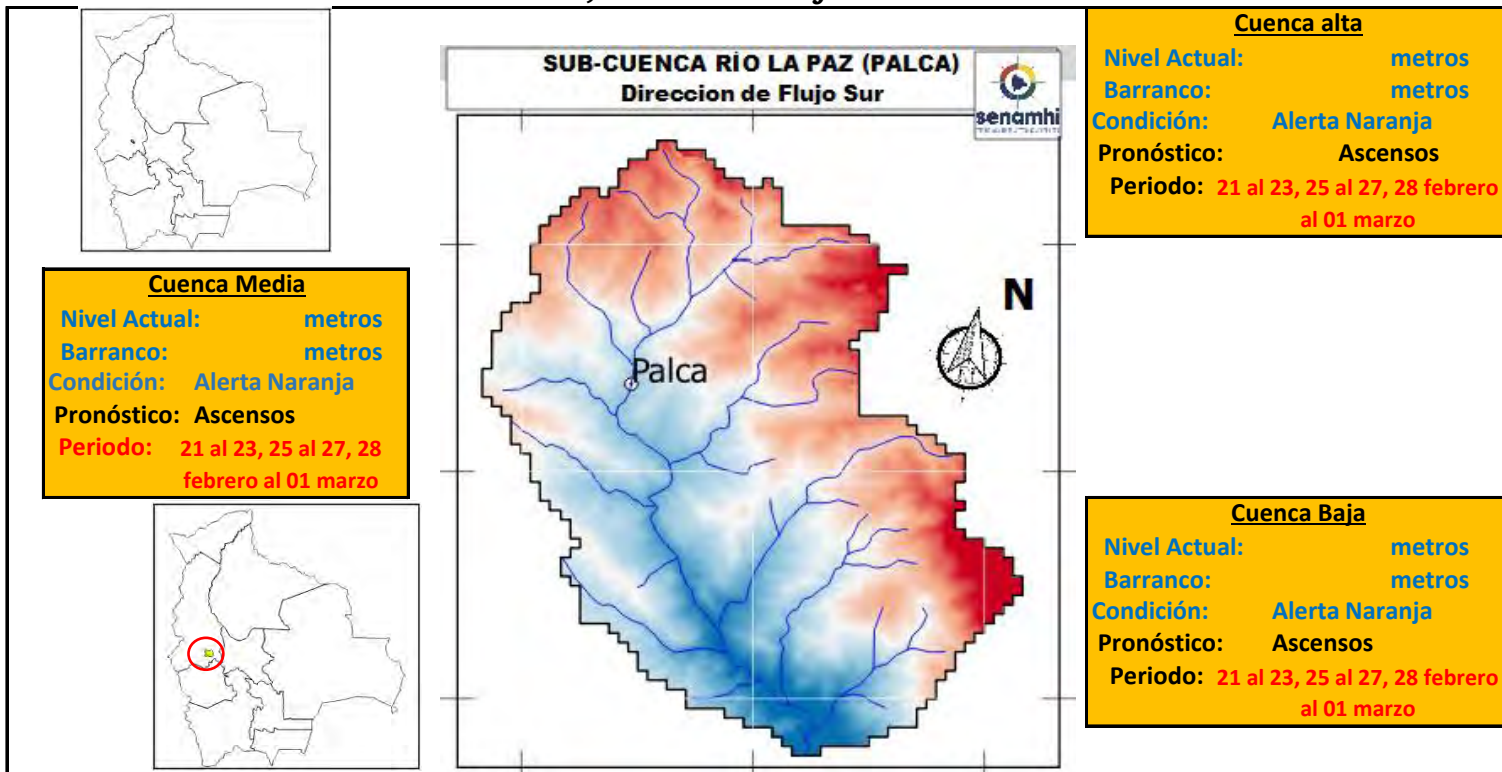 SUB-CUENCA RÍO LA PAZ (PALCA)
Direccion de Flujo Sur
senamhi
Palca
N
Cuenca alta
Nivel Actual: metros
Barranco: metros
Condición: Alerta Naranja
Pronóstico: Ascensos
Periodo: 21 al 23, 25 al 27, 28 febrero
al 01 marzo
Cuenca Media
Nivel Actual: metros
Barranco: metros
Condición: Alerta Naranja
Pronóstico: Ascensos
Periodo: 21 al 23, 25 al 27, 28
febrero al 01 marzo
Cuenca Baja
Nivel Actual: metros
Barranco: metros
Condición: Alerta Naranja
Pronóstico: Ascensos
Periodo: 21 al 23, 25 al 27, 28 febrero
al 01 marzo